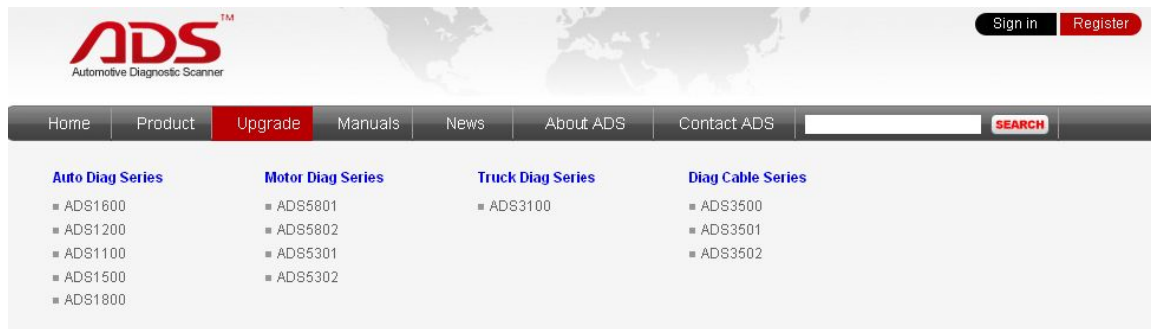 ADS™
Automotive Diagnostic Scanner
Sign in Register
Home Product Upgrade Manuals News About ADS Contact ADS SEARCH
Auto Diag Series
ADS1600
ADS1200
ADS1100
ADS1500
ADS1800
Motor Diag Series
ADS5801
ADS5802
ADS5301
ADS5302
Truck Diag Series
ADS3100
Diag Cable Series
ADS3500
ADS3501
ADS3502